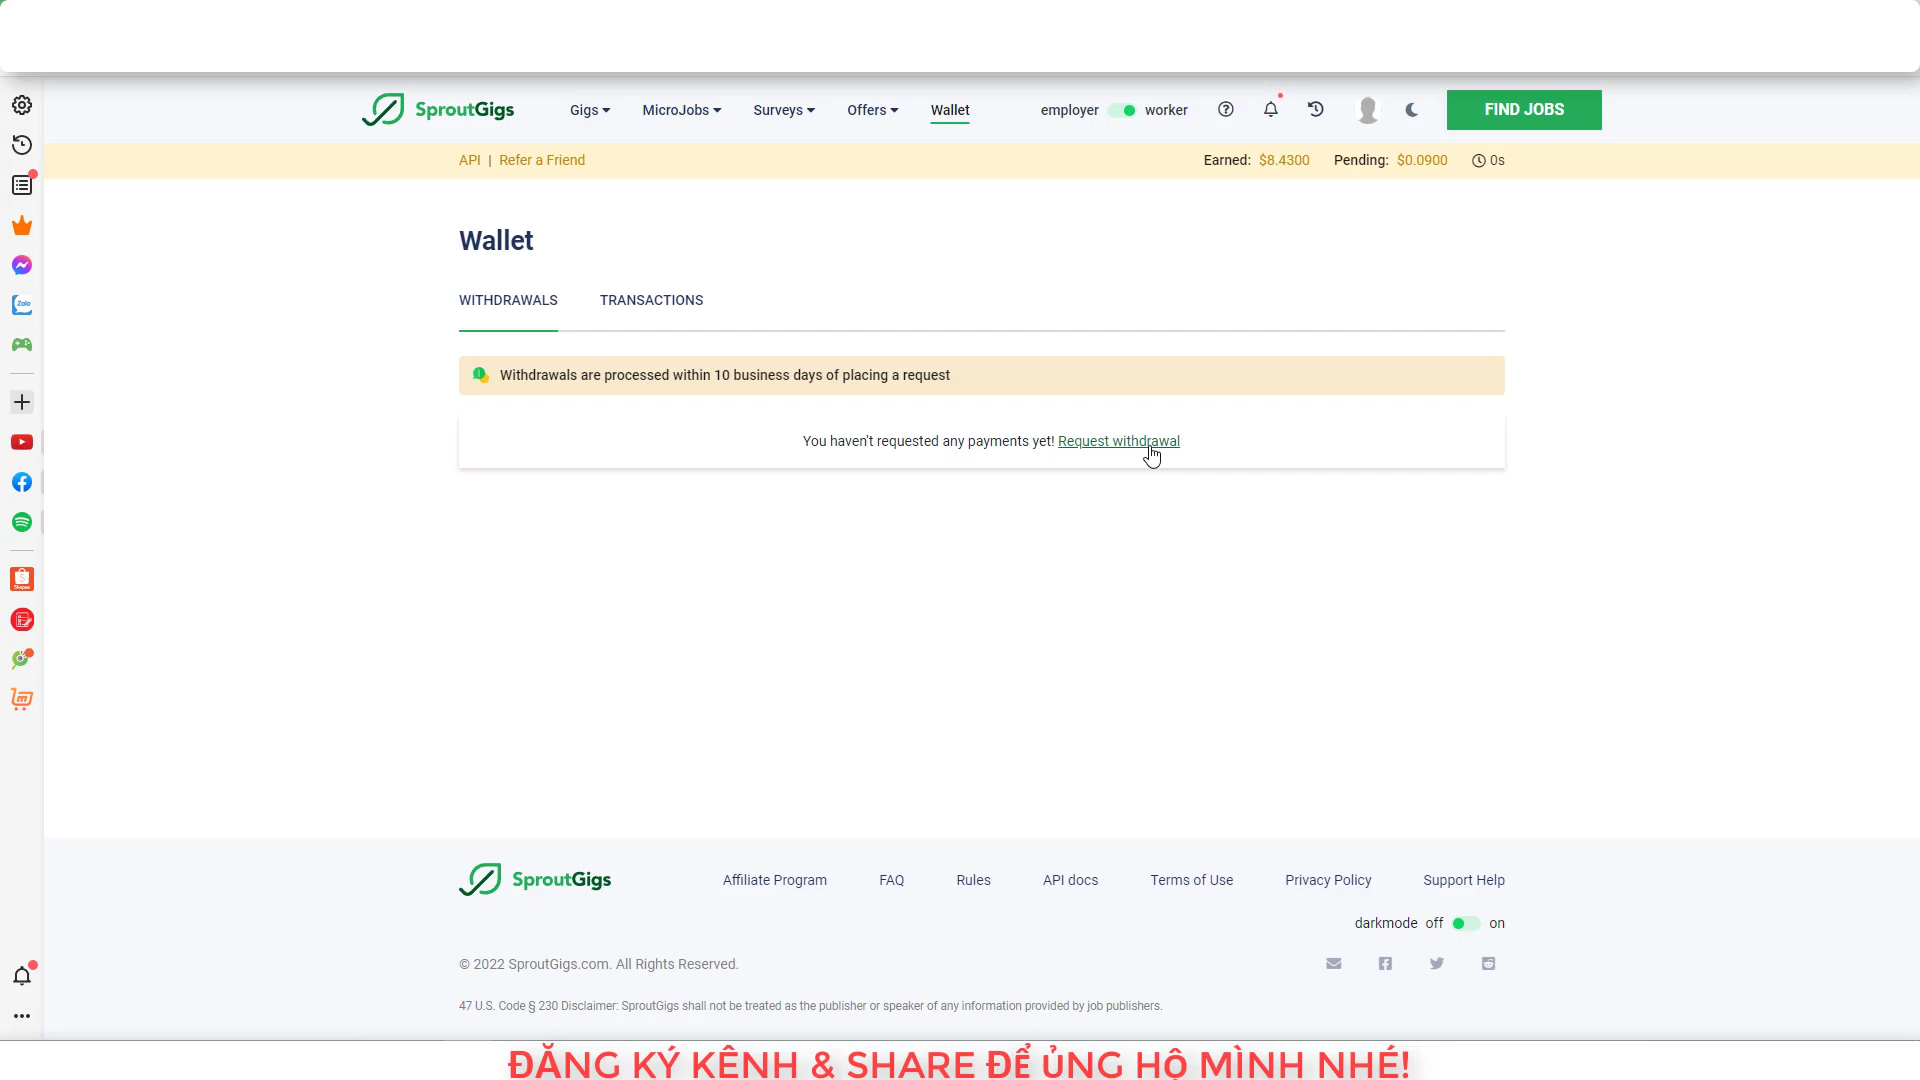 SproutGigs
Gigs MicroJobs Surveys Offers Wallet employer worker FIND JOBS
API | Refer a Friend Earned: $8.4300 Pending: $0.0900 0s
Wallet
WITHDRAWALS TRANSACTIONS
Withdrawals are processed within 10 business days of placing a request
You haven't requested any payments yet! Request withdrawal
Zalo
Shopee
SproutGigs Affiliate Program FAQ Rules API docs Terms of Use Privacy Policy Support Help
darkmode off on
© 2022 SproutGigs.com. All Rights Reserved.
47 U.S. Code § 230 Disclaimer: SproutGigs shall not be treated as the publisher or speaker of any information provided by job publishers.
ĐĂNG KÝ KÊNH & SHARE ĐỂ ỦNG HỘ MÌNH NHÉ!